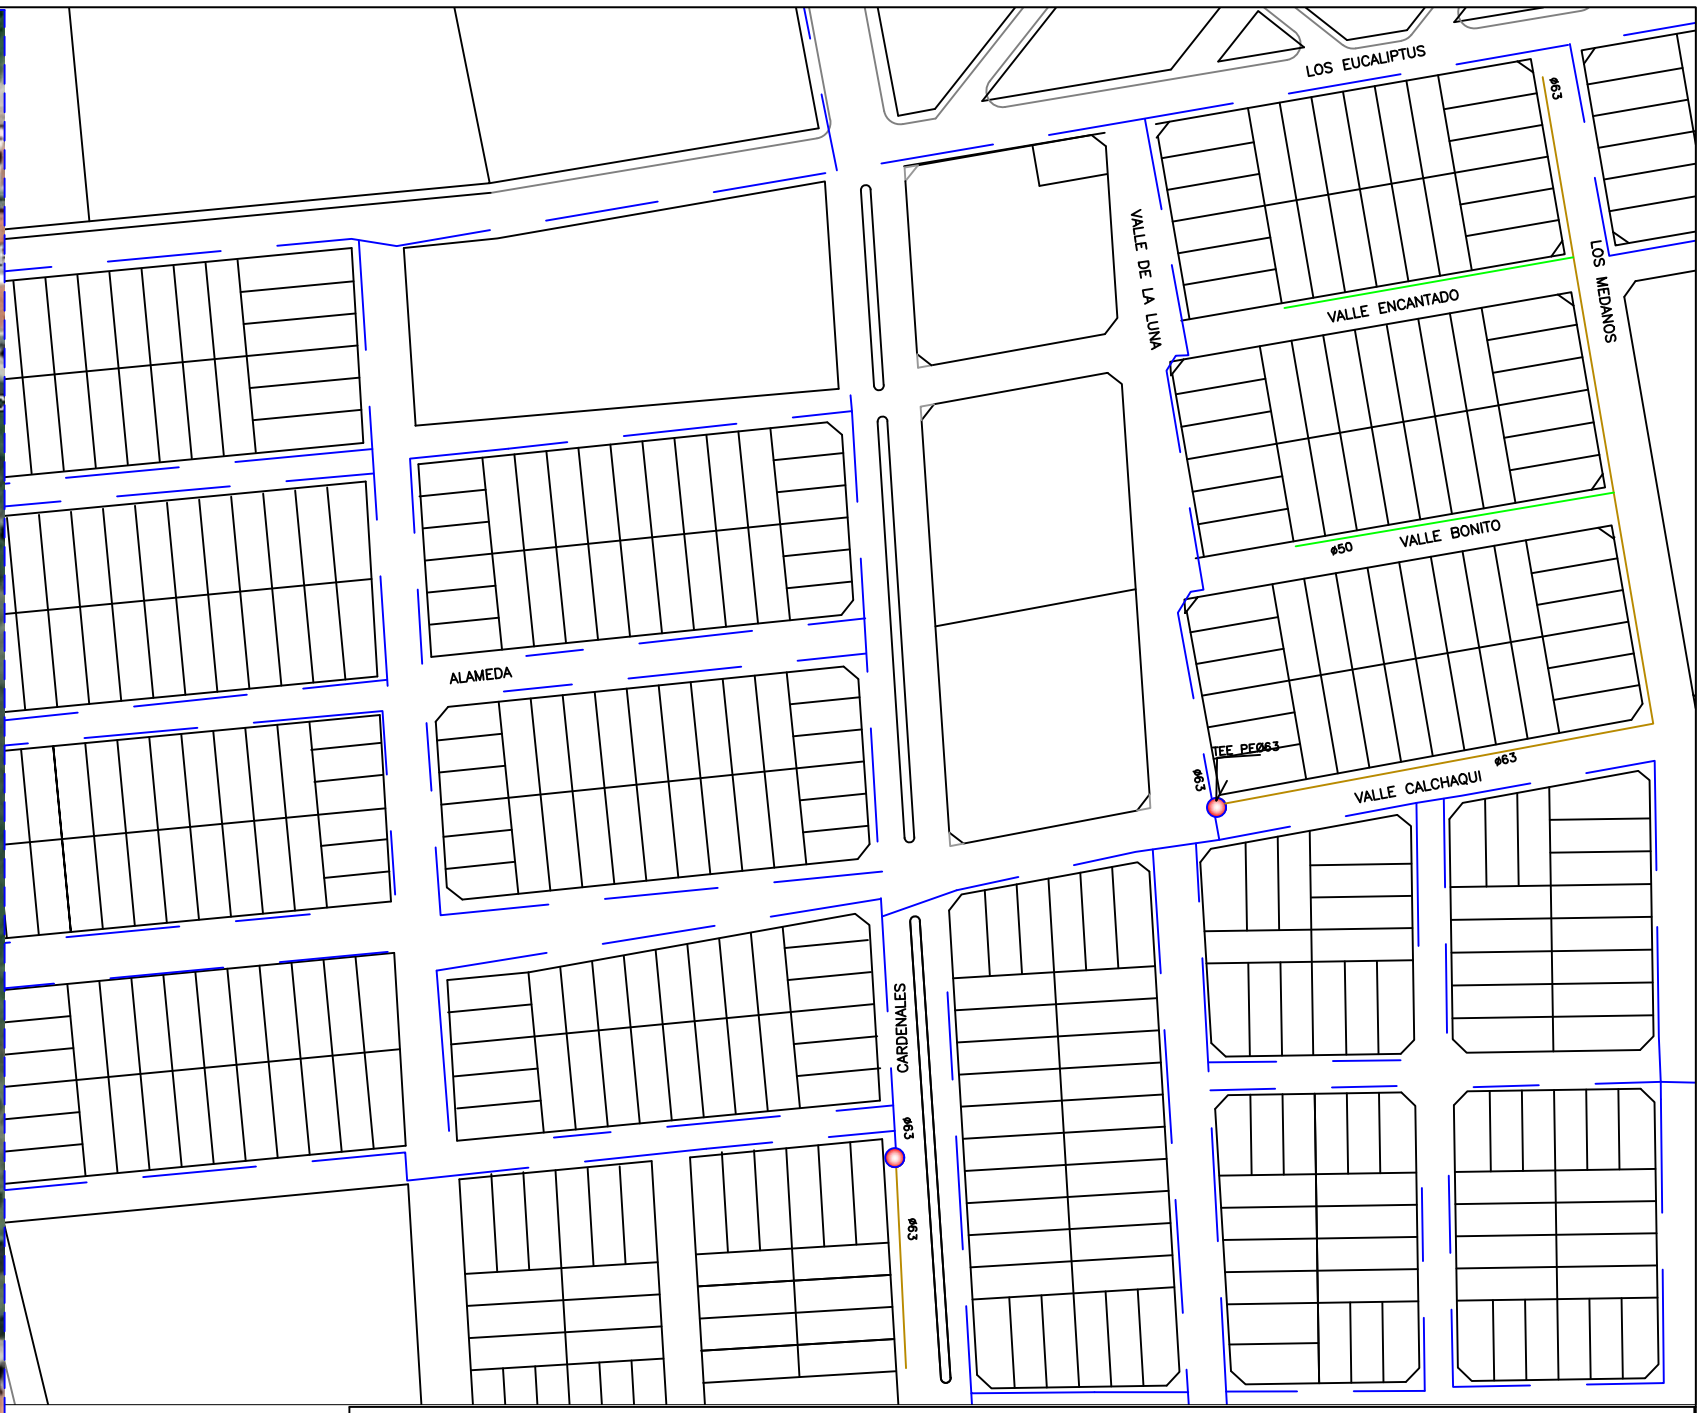 LOS EUCALIPTUS
ø63
VALLE DE LA LUNA
LOS MEDANOS
VALLE ENCANTADO
VALLE BONITO
ø50
ALAMEDA
TEE PEØ63
ø63
ø63
VALLE CALCHAQUI
CARDENALES
ø63
ø63